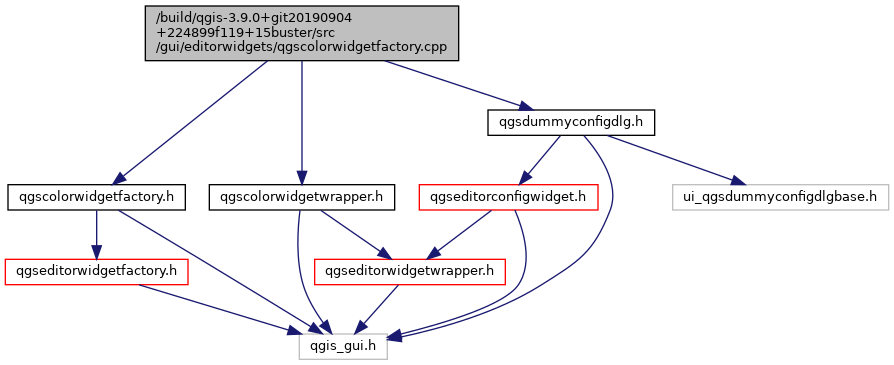 /build/qgis-3.9.0+git20190904
+224899f119+15buster/src
/gui/editorwidgets/qgscolorwidgetfactory.cpp
qgsdummyconfigdlg.h
qgscolorwidgetfactory.h
qgscolorwidgetwrapper.h
qgseditorconfigwidget.h
ui_qgsdummyconfigdlgbase.h
qgseditorwidgetfactory.h
qgseditorwidgetwrapper.h
qgis_gui.h